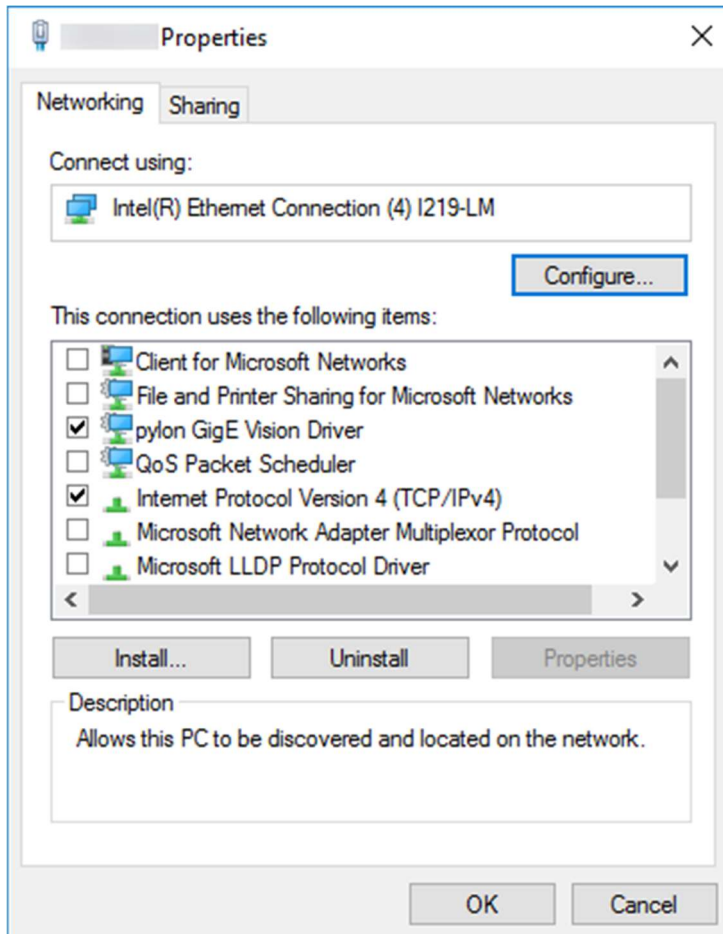 Properties
Networking
Sharing
Connect using:
Intel(R) Ethernet Connection (4) I219-LM
Configure...
This connection uses the following items:
Client for Microsoft Networks
File and Printer Sharing for Microsoft Networks
pylon GigE Vision Driver
QoS Packet Scheduler
Internet Protocol Version 4 (TCP/IPv4)
Microsoft Network Adapter Multiplexor Protocol
Microsoft LLDP Protocol Driver
Install...
Uninstall
Properties
Description
Allows this PC to be discovered and located on the network.
OK
Cancel